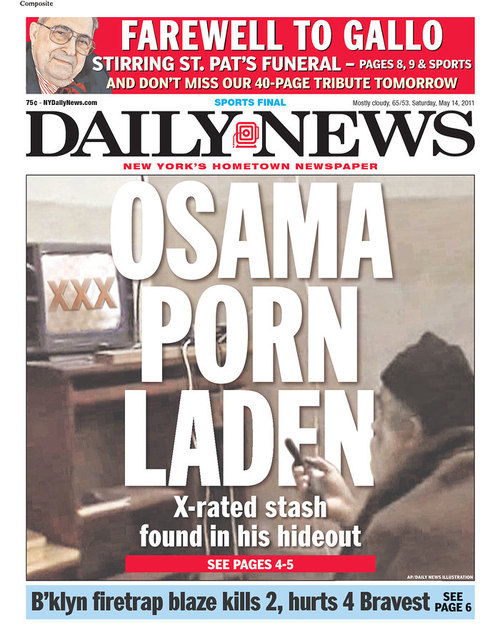 Composite
FAREWELL TO GALLO
STIRRING ST. PAT'S FUNERAL – PAGES 8, 9 & SPORTS
AND DON'T MISS OUR 40-PAGE TRIBUTE TOMORROW
75¢ - NYDailyNews.com
SPORTS FINAL
Mostly cloudy, 65/53. Saturday, May 14, 2011
DAILY NEWS
NEW YORK'S HOMETOWN NEWSPAPER
XXX
OSAMA
PORN
LADEN
X-rated stash
found in his hideout
SEE PAGES 4-5
AP/DAILY NEWS ILLUSTRATION
B'klyn firetrap blaze kills 2, hurts 4 Bravest
SEE
PAGE 6